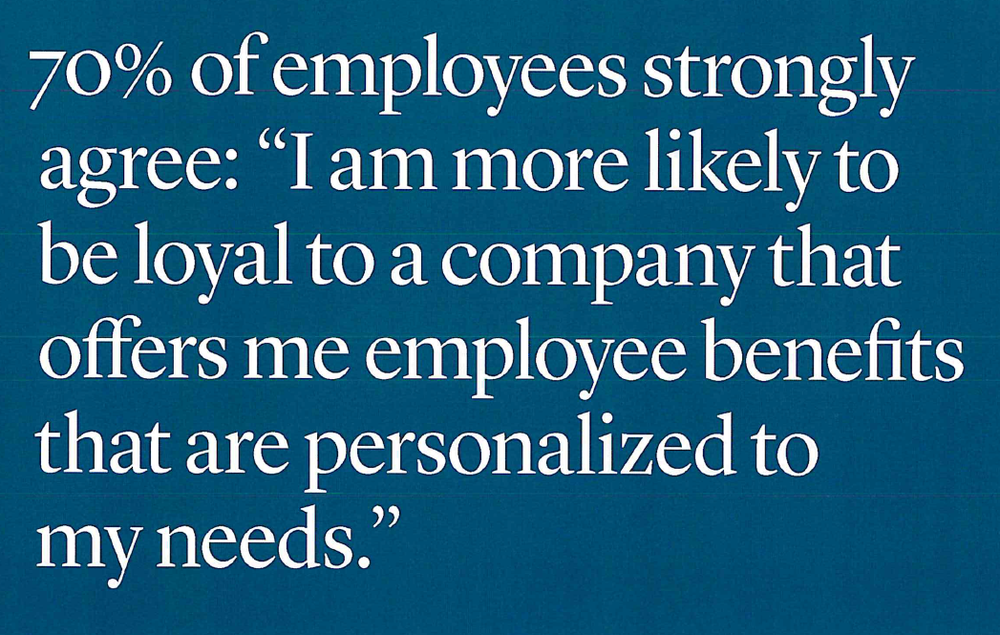 70% of employees strongly
agree: “I am more likely to
be loyal to a company that
offers me employee benefits
that are personalized to
my needs.”